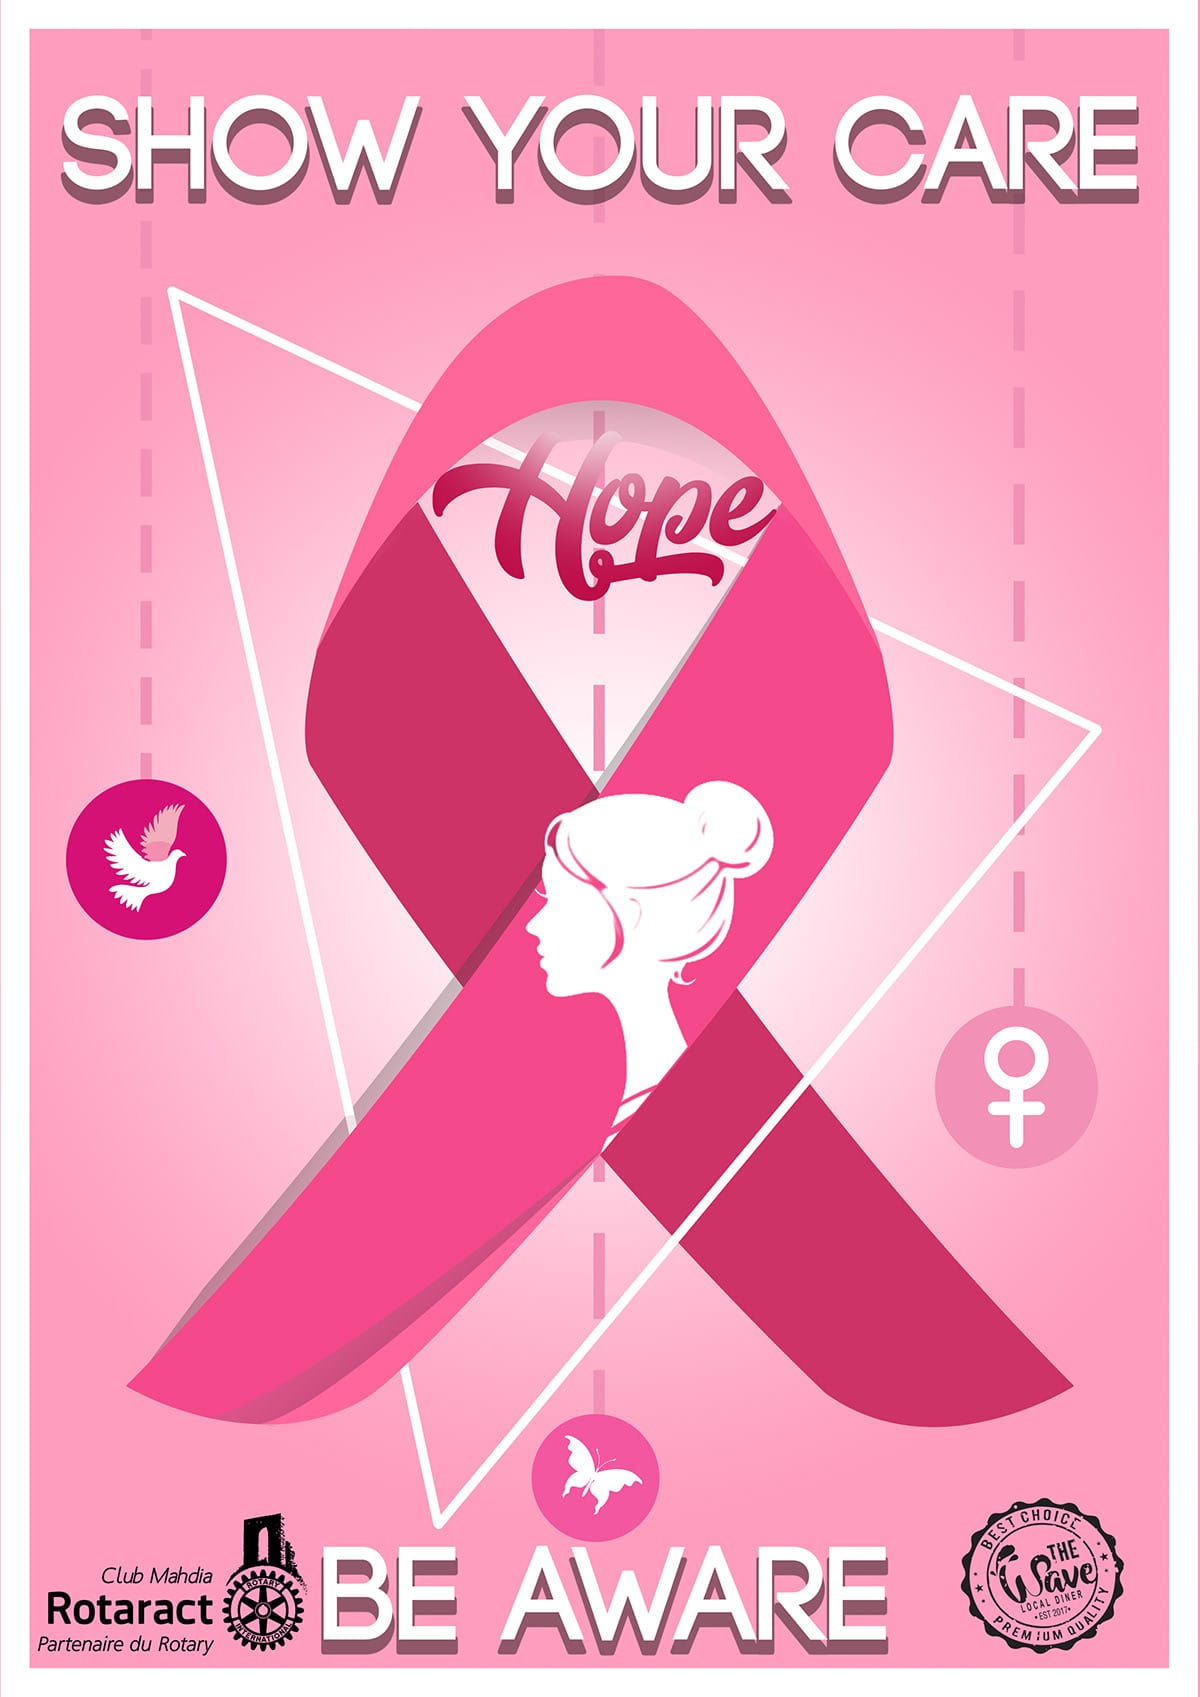 SHOW YOUR CARE
Hope
Club Mahdia
Rotaract
Partenaire du Rotary
ROTARY
INTERNATIONAL
BE AWARE
BEST CHOICE
THE
Wave
LOCAL DINER
• EST 2017 •
PREMIUM QUALITY